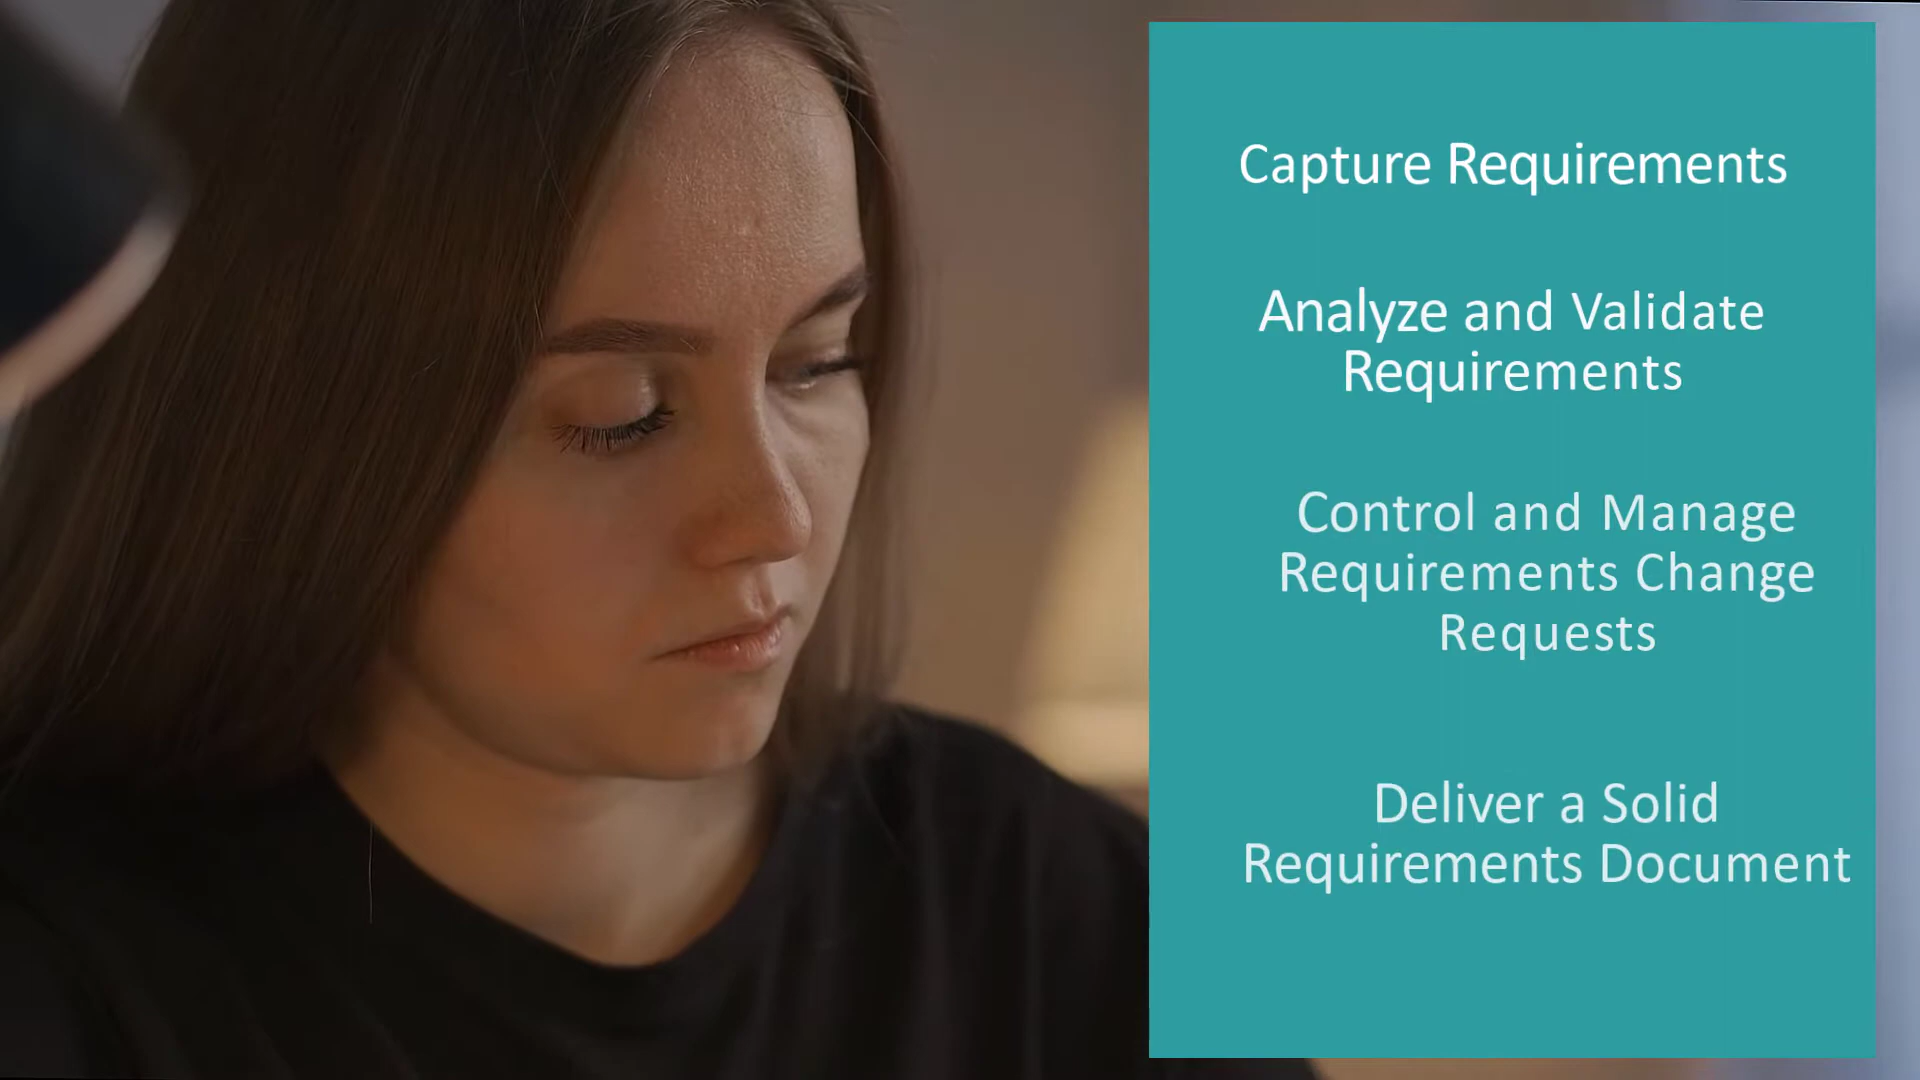 Capture Requirements
Analyze and Validate
Requirements
Control and Manage
Requirements Change
Requests
Deliver a Solid
Requirements Document